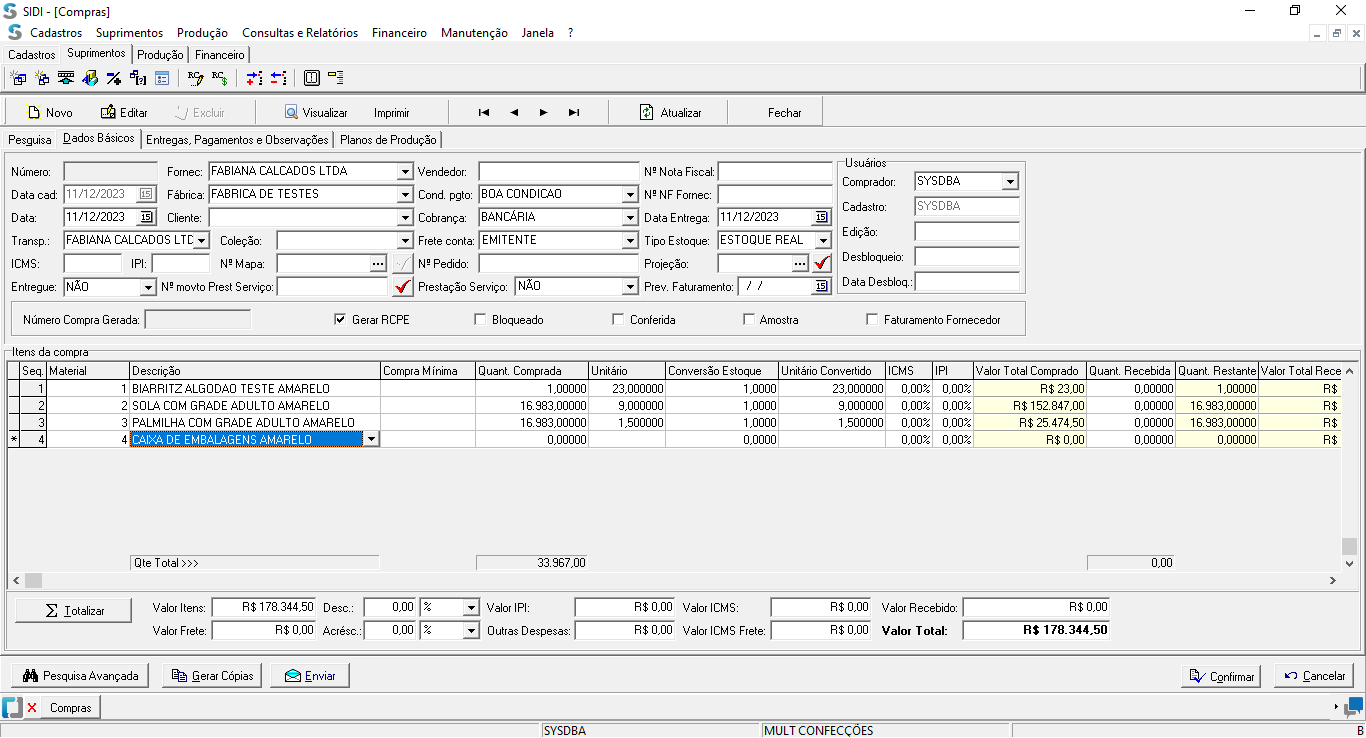 SIDI - [Compras]
Cadastros Suprimentos Produção Consultas e Relatórios Financeiro Manutenção Janela ?
Cadastros Suprimentos Produção Financeiro
Novo Editar Excluir Visualizar Imprimir Atualizar Fechar
Pesquisa Dados Básicos Entregas, Pagamentos e Observações Planos de Produção
Número: Fornec: FABIANA CALCADOS LTDA Vendedor: Nº Nota Fiscal: Usuários
Comprador: SYSDBA
Data cad: 11/12/2023 Fábrica: FABRICA DE TESTES Cond. pgto: BOA CONDICAO Nº NF Fornec:
Cadastro: SYSDBA
Data: 11/12/2023 Cliente: Cobrança: BANCÁRIA Data Entrega: 11/12/2023
Edição:
Transp.: FABIANA CALCADOS LTC Coleção: Frete conta: EMITENTE Tipo Estoque: ESTOQUE REAL
Desbloqueio:
ICMS: IPI: Nº Mapa: Nº Pedido: Projeção:
Data Desbloq.:
Entregue: NÃO Nº movto Prest Serviço: Prestação Serviço: NÃO Prev. Faturamento: / /
Número Compra Gerada: Gerar RCPE Bloqueado Conferida Amostra Faturamento Fornecedor
Itens da compra
Seq. Material Descrição Compra Mínima Quant. Comprada Unitário Conversão Estoque Unitário Convertido ICMS IPI Valor Total Comprado Quant. Recebida Quant. Restante Valor Total Rece
1 1 BIARRITZ ALGODAO TESTE AMARELO 1,00000 23,000000 1,0000 23,000000 0,00% 0,00% R$ 23,00 0,00000 1,00000 R$
2 2 SOLA COM GRADE ADULTO AMARELO 16.983,00000 9,000000 1,0000 9,000000 0,00% 0,00% R$ 152.847,00 0,00000 16.983,00000 R$
3 3 PALMILHA COM GRADE ADULTO AMARELO 16.983,00000 1,500000 1,0000 1,500000 0,00% 0,00% R$ 25.474,50 0,00000 16.983,00000 R$
* 4 4 CAIXA DE EMBALAGENS AMARELO 0,00000 0,0000 0,00% 0,00% R$ 0,00 0,00000 0,00000 R$
Qte Total >>> 33.967,00 0,00
Σ Totalizar Valor Itens: R$ 178.344,50 Desc.: 0,00 % Valor IPI: R$ 0,00 Valor ICMS: R$ 0,00 Valor Recebido: R$ 0,00
Valor Frete: R$ 0,00 Acrésc.: 0,00 % Outras Despesas: R$ 0,00 Valor ICMS Frete: R$ 0,00 Valor Total: R$ 178.344,50
Pesquisa Avançada Gerar Cópias Enviar Confirmar Cancelar
Compras
SYSDBA MULT CONFECÇÕES B